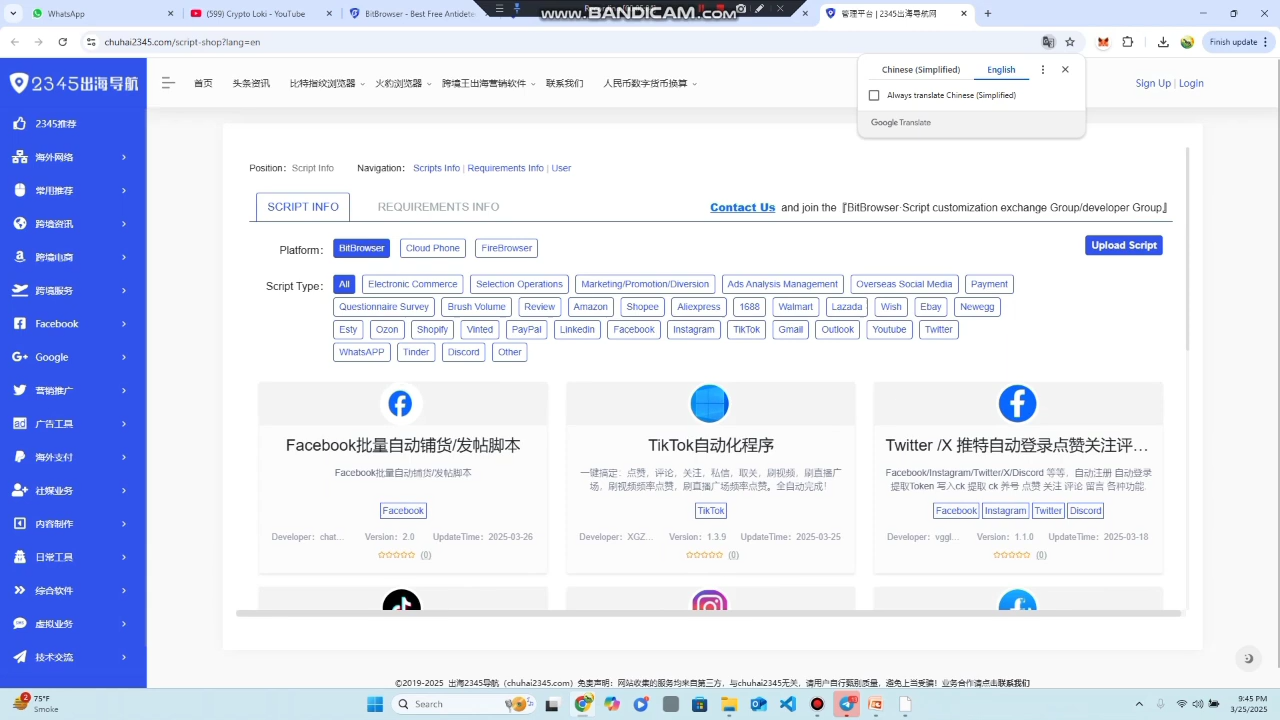 WhatsApp
(599) YouTube
Context To Video
BitBrowser - Best Antidetec
www.BANDICAM.com
管理平台 | 2345出海导航网
chuhai2345.com/script-shop?lang=en
Finish update
2345出海导航
首页
头条资讯
比特指纹浏览器
火豹浏览器
跨境王出海营销软件
联系我们
人民币数字货币换算
Chinese (Simplified)
English
Always translate Chinese (Simplified)
Google Translate
Sign Up | Login
2345推荐
海外网络
常用推荐
跨境资讯
跨境电商
跨境服务
Facebook
Google
营销推广
广告工具
海外支付
社媒业务
内容制作
日常工具
综合软件
虚拟业务
技术交流
Position： Script Info
Navigation： Scripts Info | Requirements Info | User
SCRIPT INFO
REQUIREMENTS INFO
Contact Us and join the『BitBrowser·Script customization exchange Group/developer Group』
Platform：
BitBrowser
Cloud Phone
FireBrowser
Upload Script
Script Type：
All
Electronic Commerce
Selection Operations
Marketing/Promotion/Diversion
Ads Analysis Management
Overseas Social Media
Payment
Questionnaire Survey
Brush Volume
Review
Amazon
Shopee
Aliexpress
1688
Walmart
Lazada
Wish
Ebay
Newegg
Esty
Ozon
Shopify
Vinted
PayPal
Linkedin
Facebook
Instagram
TikTok
Gmail
Outlook
Youtube
Twitter
WhatsAPP
Tinder
Discord
Other
Facebook批量自动铺货/发帖脚本
Facebook批量自动铺货/发帖脚本
Facebook
Developer：chat...
Version：2.0
UpdateTime：2025-03-26
(0)
TikTok自动化程序
一键搞定：点赞，评论，关注，私信，取关，刷视频，刷直播广
场，刷视频频率点赞，刷直播广场频率点赞。全自动完成！
TikTok
Developer：XGZ...
Version：1.3.9
UpdateTime：2025-03-25
(0)
Twitter /X 推特自动登录点赞关注评...
Facebook/Instagram/Twitter/X/Discord 等等，自动注册 自动登录
提取Token 写入ck 提取 ck 养号 点赞 关注 评论 留言 各种功能
Facebook
Instagram
Twitter
Discord
Developer：vggl...
Version：1.1.0
UpdateTime：2025-03-18
(0)
©2019-2025 出海2345导航（chuhai2345.com）免责声明：网站收集的服务均来自第三方，与chuhai2345无关，请用户自行甄别质量，避免上当受骗！业务合作请点击联系我们
2
75°F
Smoke
Search
9:45 PM
3/25/2025